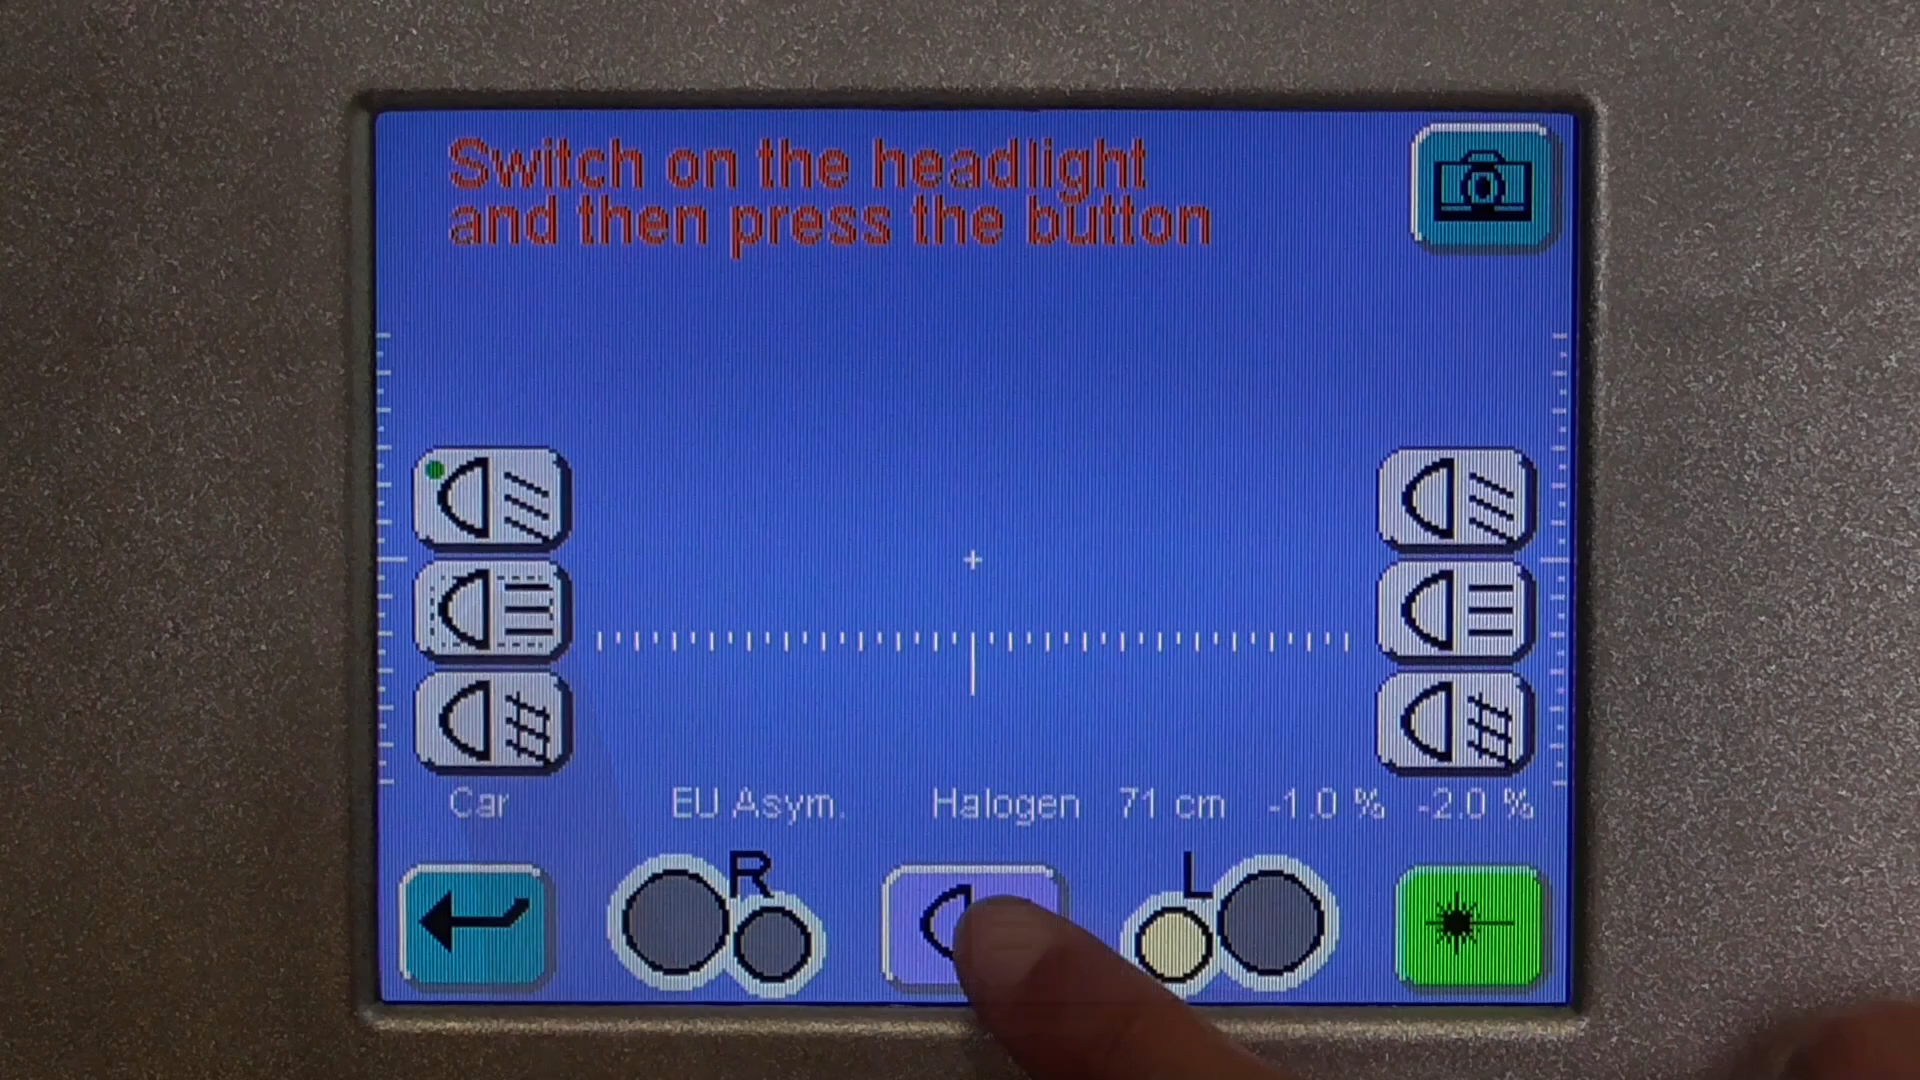 Switch on the headlight
and then press the button
Car EU Asym. Halogen 71 cm -1.0 % -2.0 %
R L